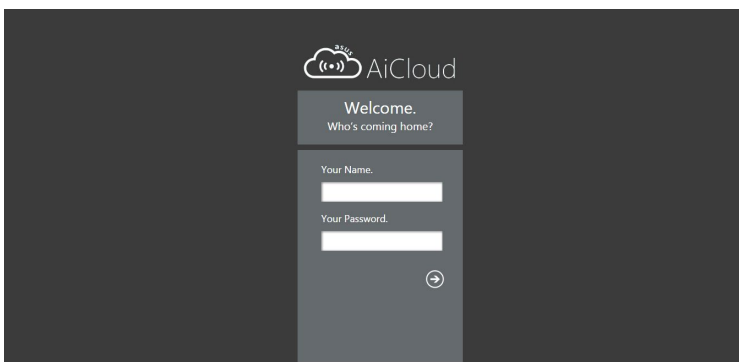 asus
AiCloud
Welcome.
Who's coming home?
Your Name.
Your Password.